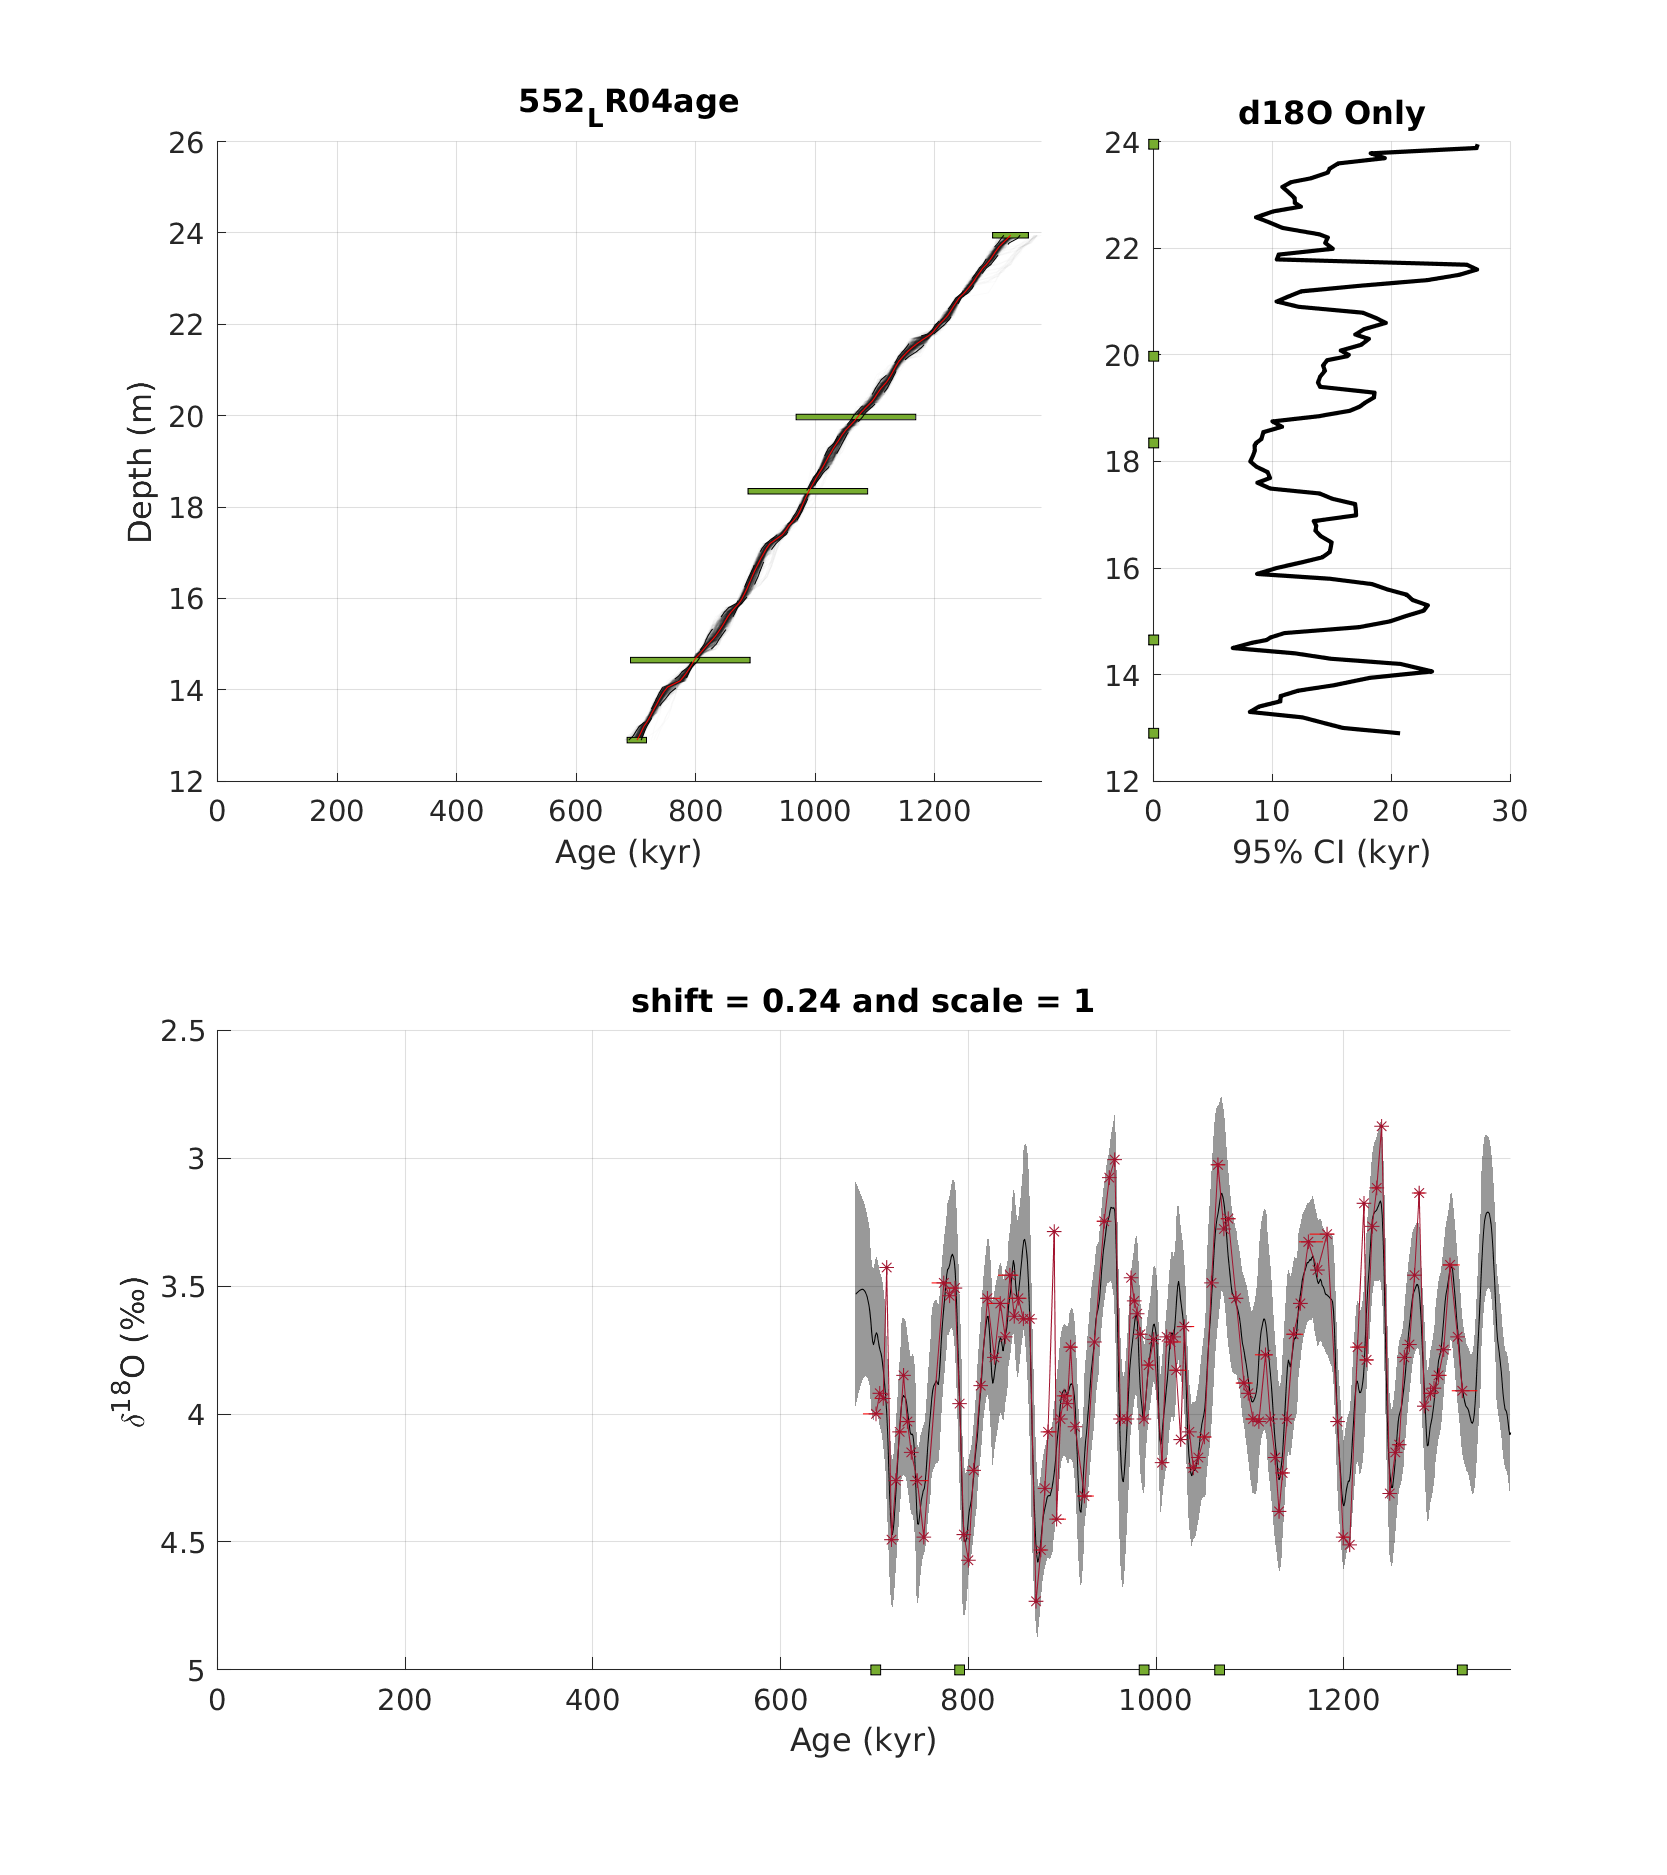 552LR04age
26
24
22
20
18
16
14
12
Depth (m)
0 200 400 600 800 1000 1200
Age (kyr)
d18O Only
24
22
20
18
16
14
12
0 10 20 30
95% CI (kyr)
shift = 0.24 and scale = 1
2.5
3
3.5
4
4.5
5
δ18O (‰)
0 200 400 600 800 1000 1200
Age (kyr)